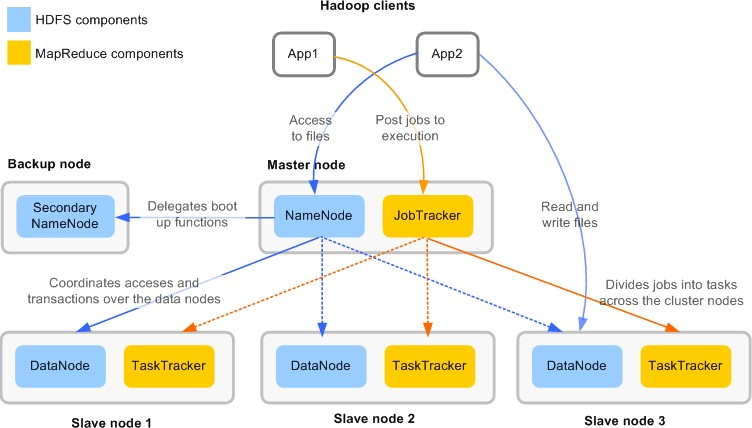 Hadoop clients
HDFS components
MapReduce components
App1
App2
Access
to files
Post jobs to
execution
Backup node
Master node
Secondary
NameNode
Delegates boot
up functions
NameNode
JobTracker
Read and
write files
Coordinates acceses and
transactions over the data nodes
Divides jobs into tasks
across the cluster nodes
DataNode
TaskTracker
DataNode
TaskTracker
DataNode
TaskTracker
Slave node 1
Slave node 2
Slave node 3